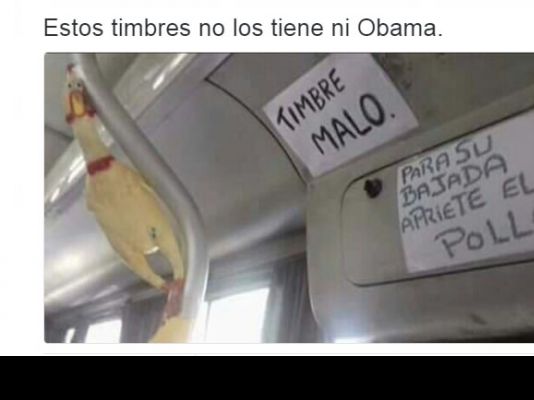 Estos timbres no los tiene ni Obama.
TIMBRE
MALO.
PARA SU
BAJADA
APRIETE EL
POLL